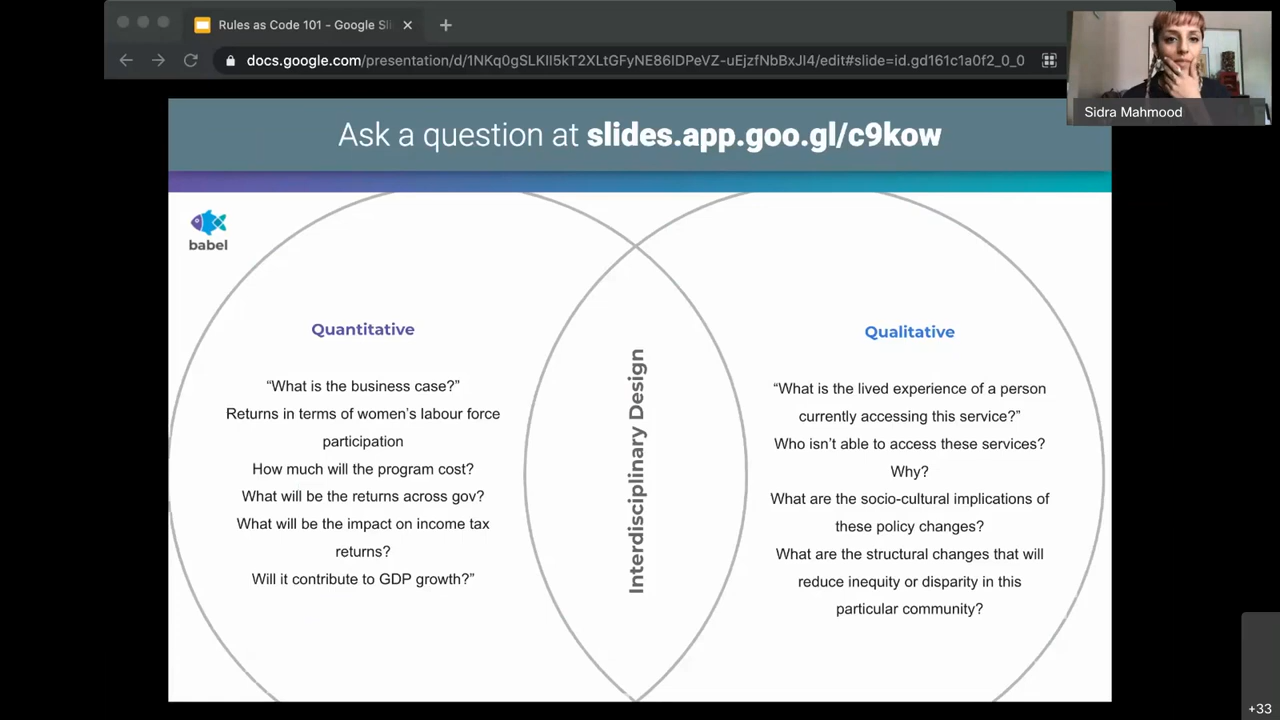 Rules as Code 101 - Google Sli
docs.google.com/presentation/d/1NKq0gSLKII5kT2XLtGFyNE86IDPeVZ-uEjzfNbBxJI4/edit#slide=id.gd161c1a0f2_0_0
Sidra Mahmood
Ask a question at slides.app.goo.gl/c9kow
babel
Quantitative
“What is the business case?”
Returns in terms of women’s labour force
participation
How much will the program cost?
What will be the returns across gov?
What will be the impact on income tax
returns?
Will it contribute to GDP growth?”
Interdisciplinary Design
Qualitative
“What is the lived experience of a person
currently accessing this service?”
Who isn’t able to access these services?
Why?
What are the socio-cultural implications of
these policy changes?
What are the structural changes that will
reduce inequity or disparity in this
particular community?
+33